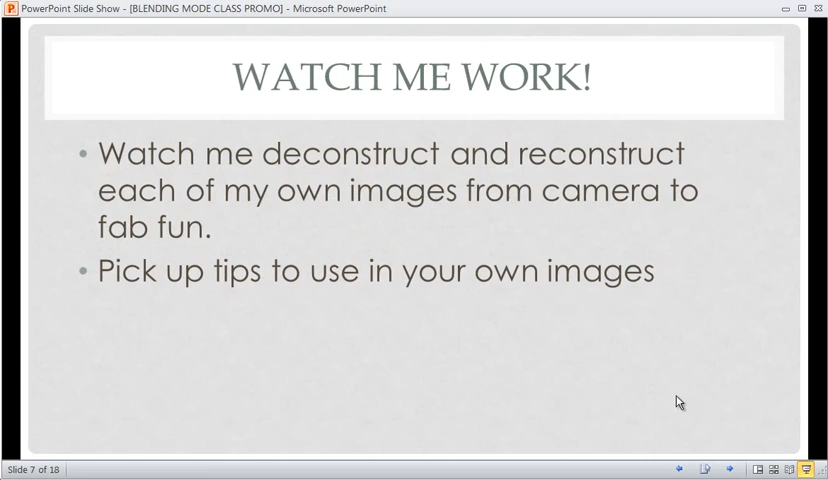 PowerPoint Slide Show - [BLENDING MODE CLASS PROMO] - Microsoft PowerPoint
WATCH ME WORK!
• Watch me deconstruct and reconstruct
each of my own images from camera to
fab fun.
• Pick up tips to use in your own images
Slide 7 of 18